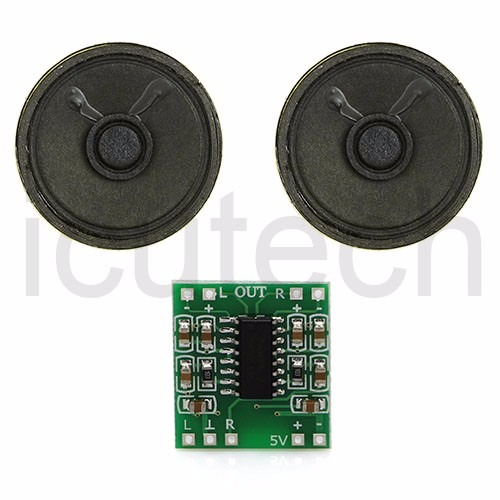 icutech
L OUT R
- + + -
L ⊥ R 5V + -